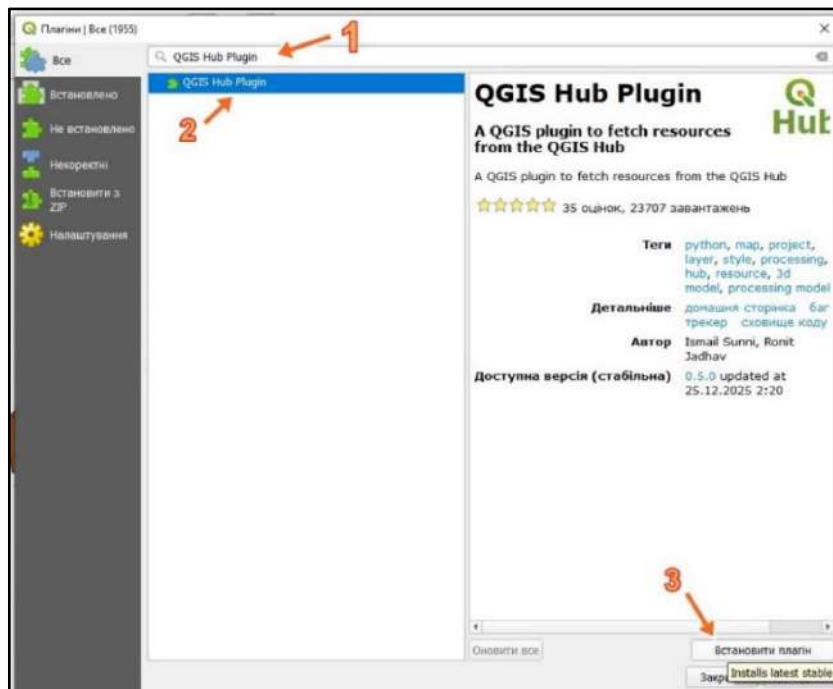 Плагіни | Все (1955)
1
Все
QGIS Hub Plugin
Встановлено
Не встановлено
Некоректні
Встановити з
ZIP
Налаштування
QGIS Hub Plugin
2
QGIS Hub Plugin
Q
Hub
A QGIS plugin to fetch resources
from the QGIS Hub
A QGIS plugin to fetch resources from the QGIS Hub
35 оцінок, 23707 завантажень
Теги python, map, project,
layer, style, processing,
hub, resource, 3d
model, processing model
Детальніше домашня сторінка баг
трекер сховище коду
Автор Ismail Sunni, Ronit
Jadhav
Доступна версія (стабільна) 0.5.0 updated at
25.12.2025 2:20
3
Оновити все
Встановити плагін
Закри
Installs latest stable